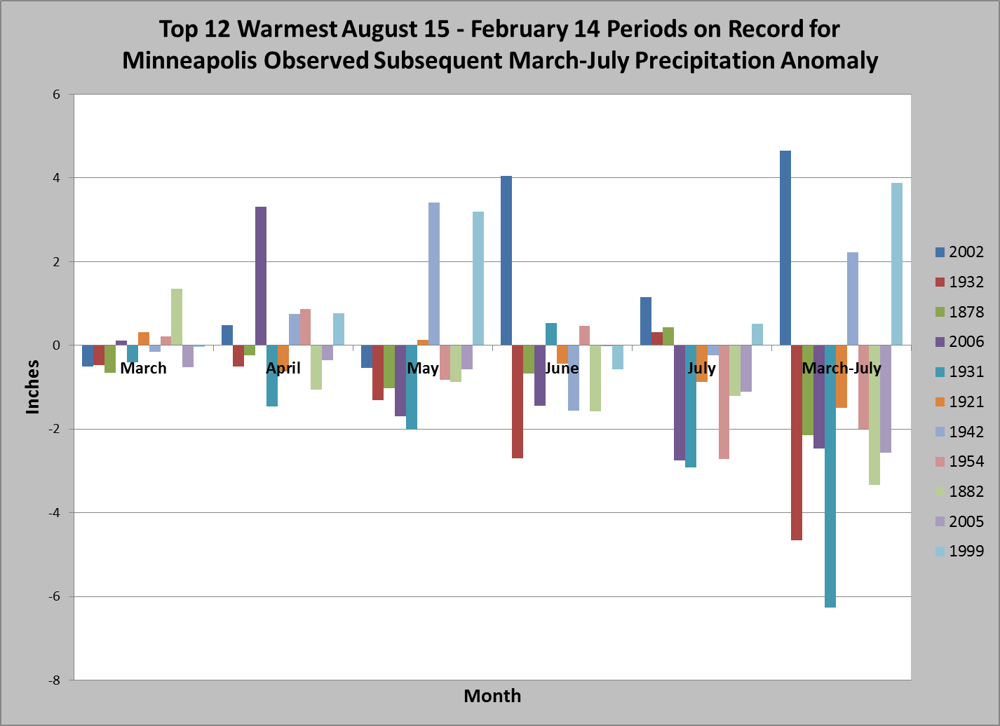 Top 12 Warmest August 15 - February 14 Periods on Record for
Minneapolis Observed Subsequent March-July Precipitation Anomaly
6
4
2
0
-2
-4
-6
-8
Inches
March
April
May
June
July
March-July
Month
2002
1932
1878
2006
1931
1921
1942
1954
1882
2005
1999